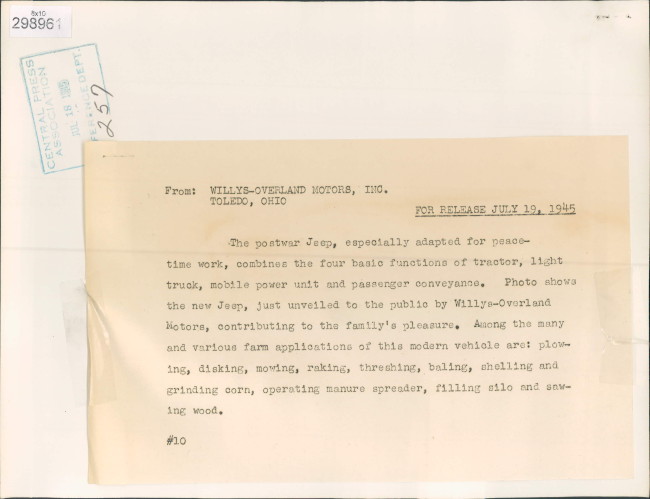 8x10
298961
CENTRAL PRESS
ASSOCIATION
JUL 18
REFERENCE DEPT.
257
From: WILLYS-OVERLAND MOTORS, INC.
TOLEDO, OHIO
FOR RELEASE JULY 19, 1945
The postwar Jeep, especially adapted for peace-
time work, combines the four basic functions of tractor, light
truck, mobile power unit and passenger conveyance. Photo shows
the new Jeep, just unveiled to the public by Willys-Overland
Motors, contributing to the family's pleasure. Among the many
and various farm applications of this modern vehicle are: plow-
ing, disking, mowing, raking, threshing, baling, shelling and
grinding corn, operating manure spreader, filling silo and saw-
ing wood.
#10